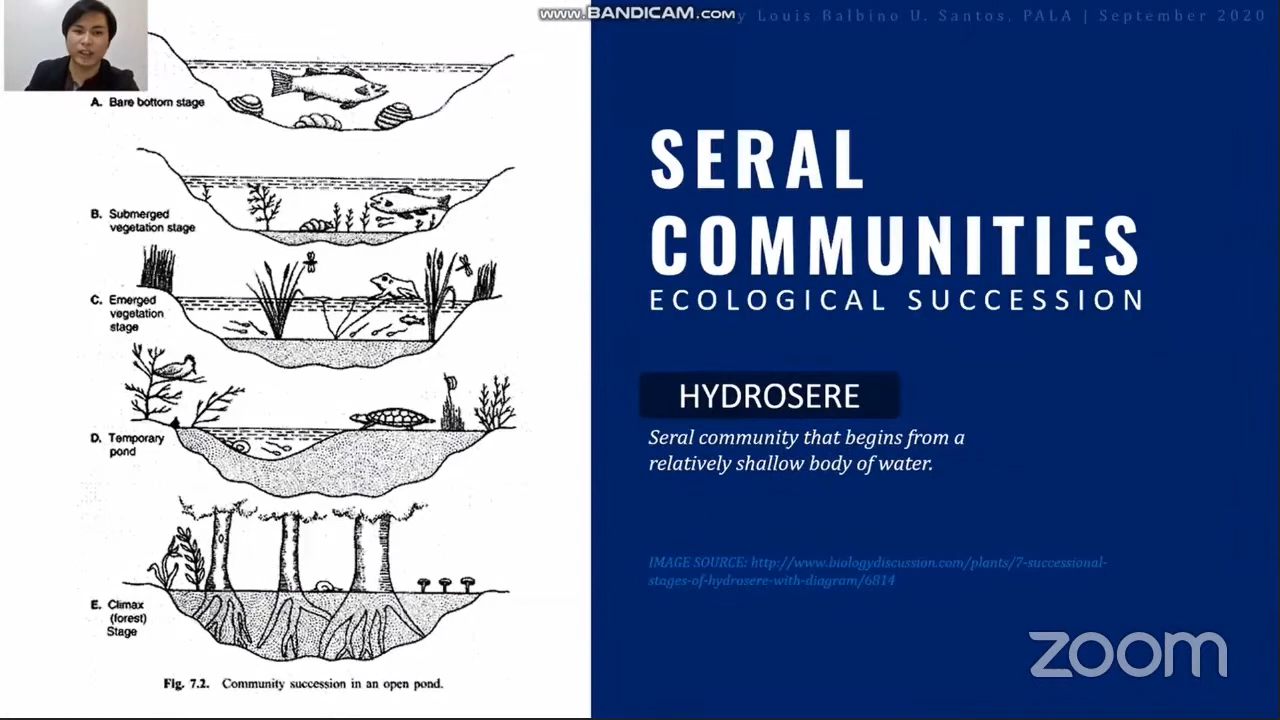 www.BANDICAM.com
y Louis Balbino U. Santos, PALA | September 2020
A. Bare bottom stage
B. Submerged
vegetation stage
C. Emerged
vegetation
stage
D. Temporary
pond
E. Climax
(forest)
Stage
Fig. 7.2. Community succession in an open pond.
SERAL
COMMUNITIES
ECOLOGICAL SUCCESSION
HYDROSERE
Seral community that begins from a
relatively shallow body of water.
IMAGE SOURCE: http://www.biologydiscussion.com/plants/7-successional-
stages-of-hydrosere-with-diagram/6814
zoom